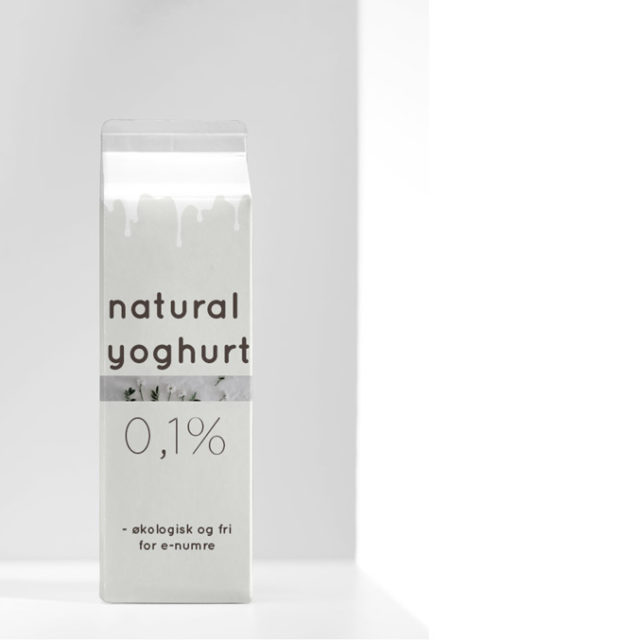 natural
yoghurt
0,1%
- økologisk og fri
for e-numre